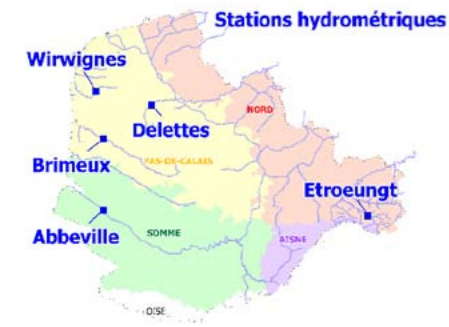 Stations hydrométriques
Wirwignes
NORD
Delettes
PAS-DE-CALAIS
Brimeux
Etroeungt
Abbeville
SOMME
AISNE
OISE